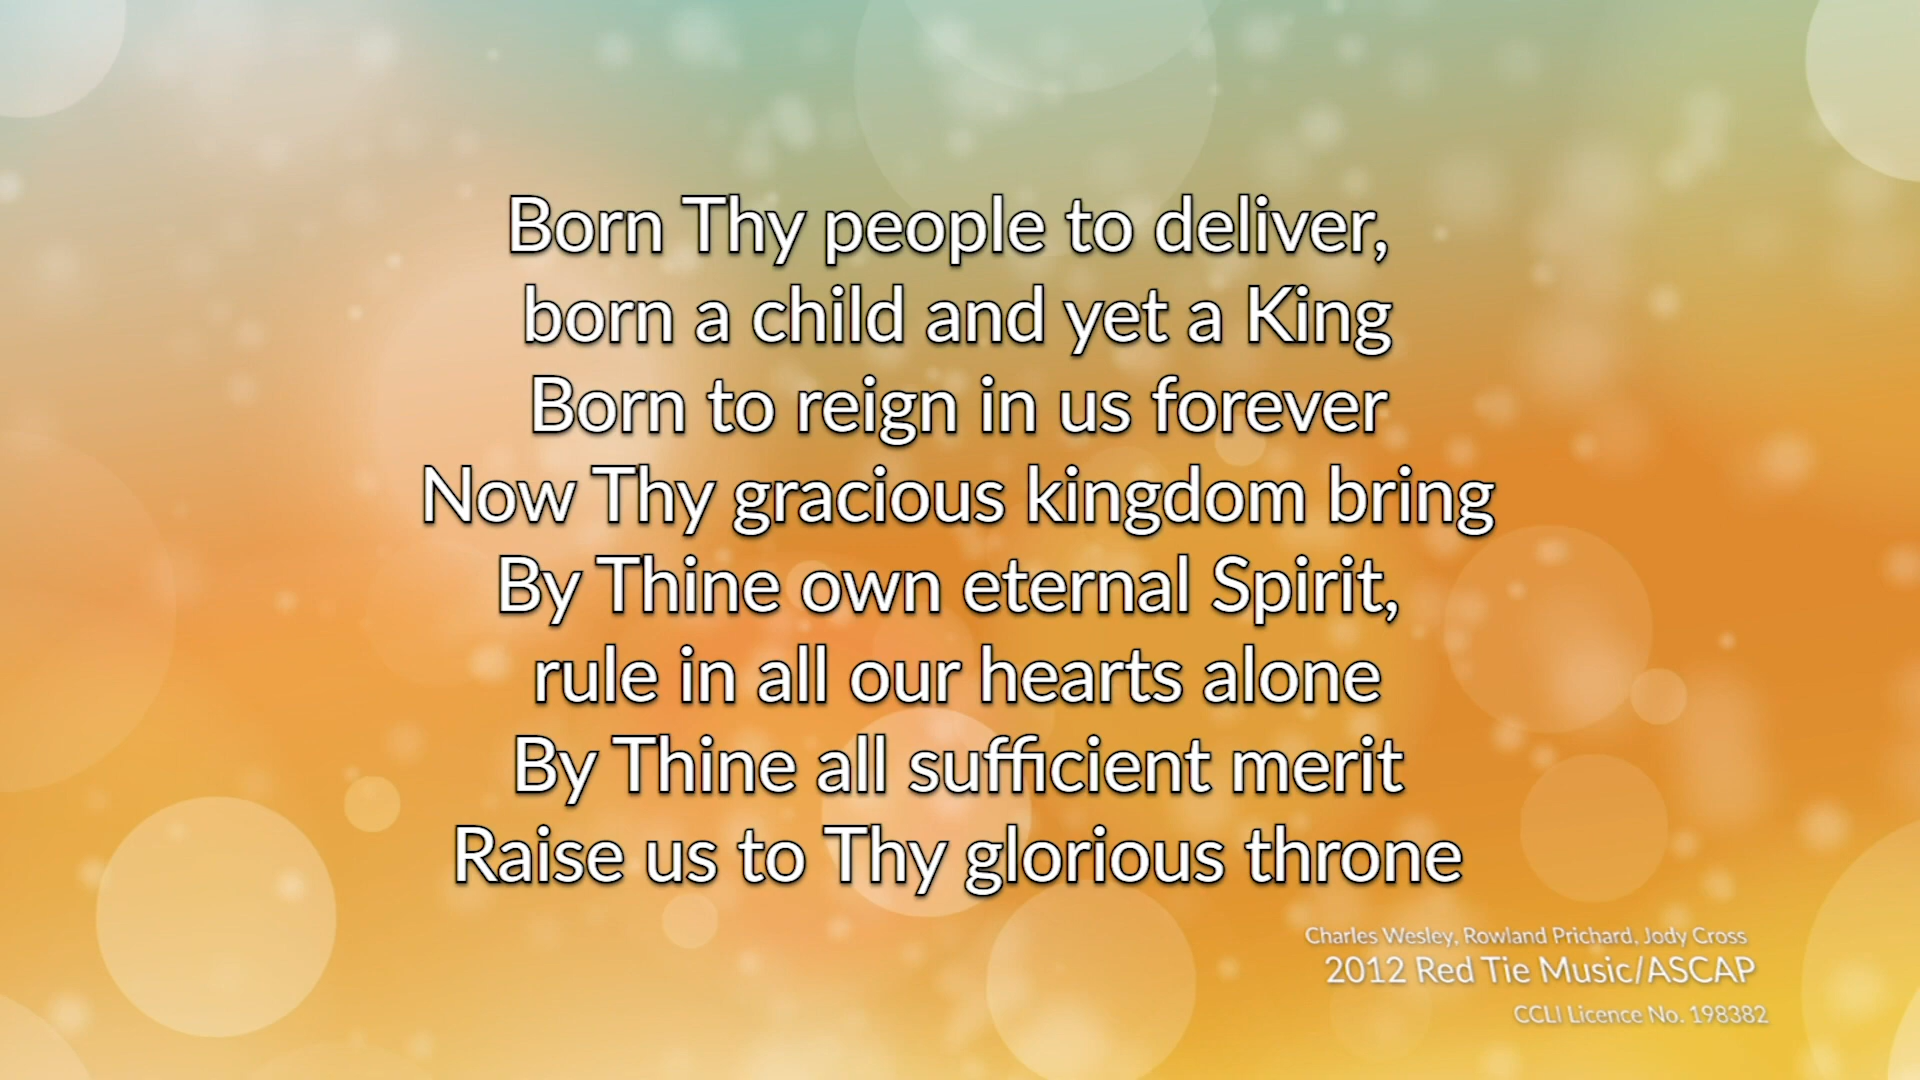 Born Thy people to deliver,
born a child and yet a King
Born to reign in us forever
Now Thy gracious kingdom bring
By Thine own eternal Spirit,
rule in all our hearts alone
By Thine all sufficient merit
Raise us to Thy glorious throne
Charles Wesley, Rowland Prichard, Jody Cross
2012 Red Tie Music/ASCAP
CCLI Licence No. 198382